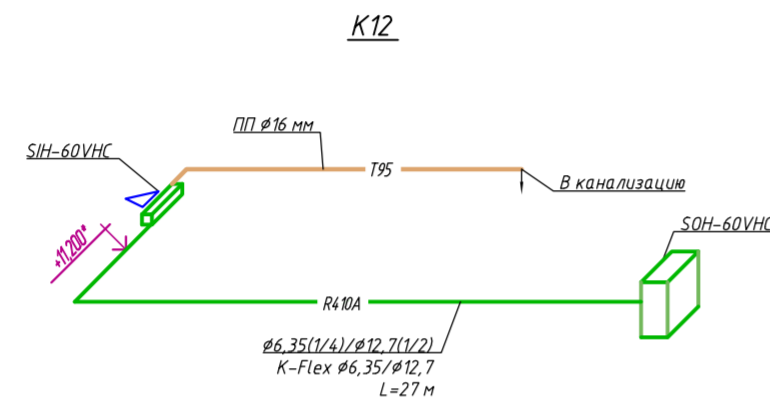 К12
ПП Ø16 мм
SIH-60VHC
Т95
В канализацию
SOH-60VHC
+11,200*
R410A
Ø6,35(1/4)/Ø12,7(1/2)
K-Flex Ø6,35/Ø12,7
L=27 м